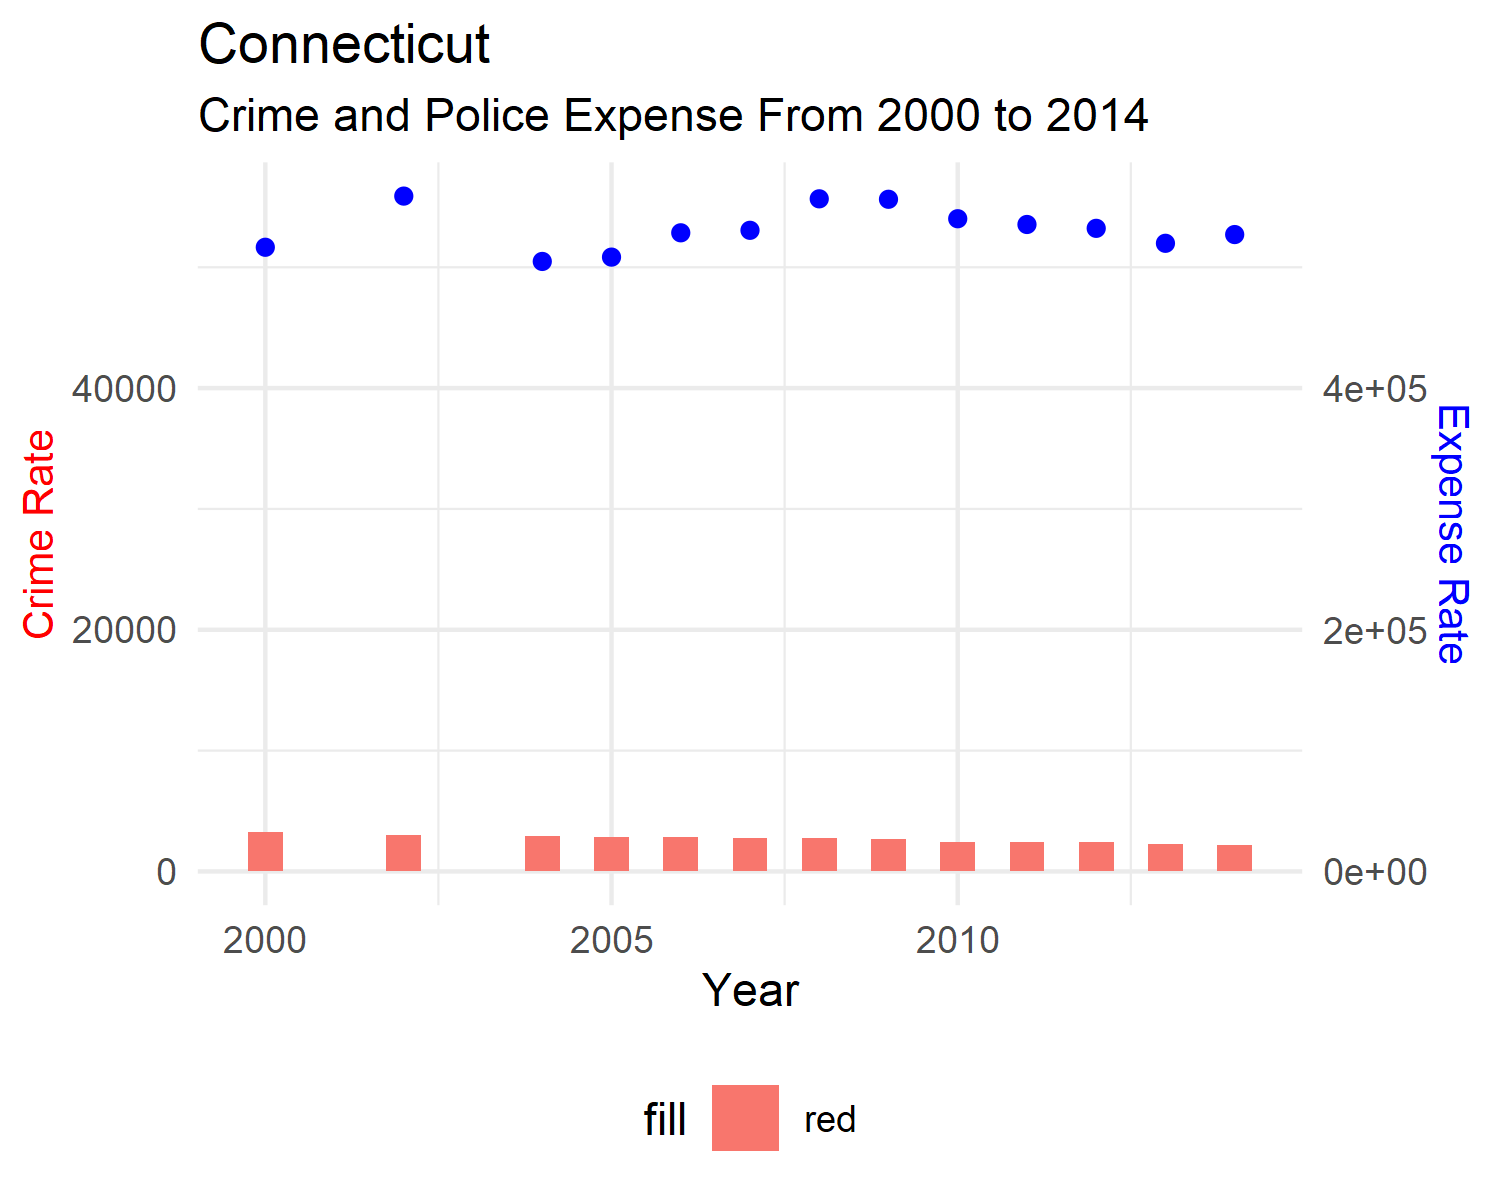 Connecticut
Crime and Police Expense From 2000 to 2014
Crime Rate
40000
20000
0
4e+05
2e+05
0e+00
Expense Rate
2000 2005 2010
Year
fill red